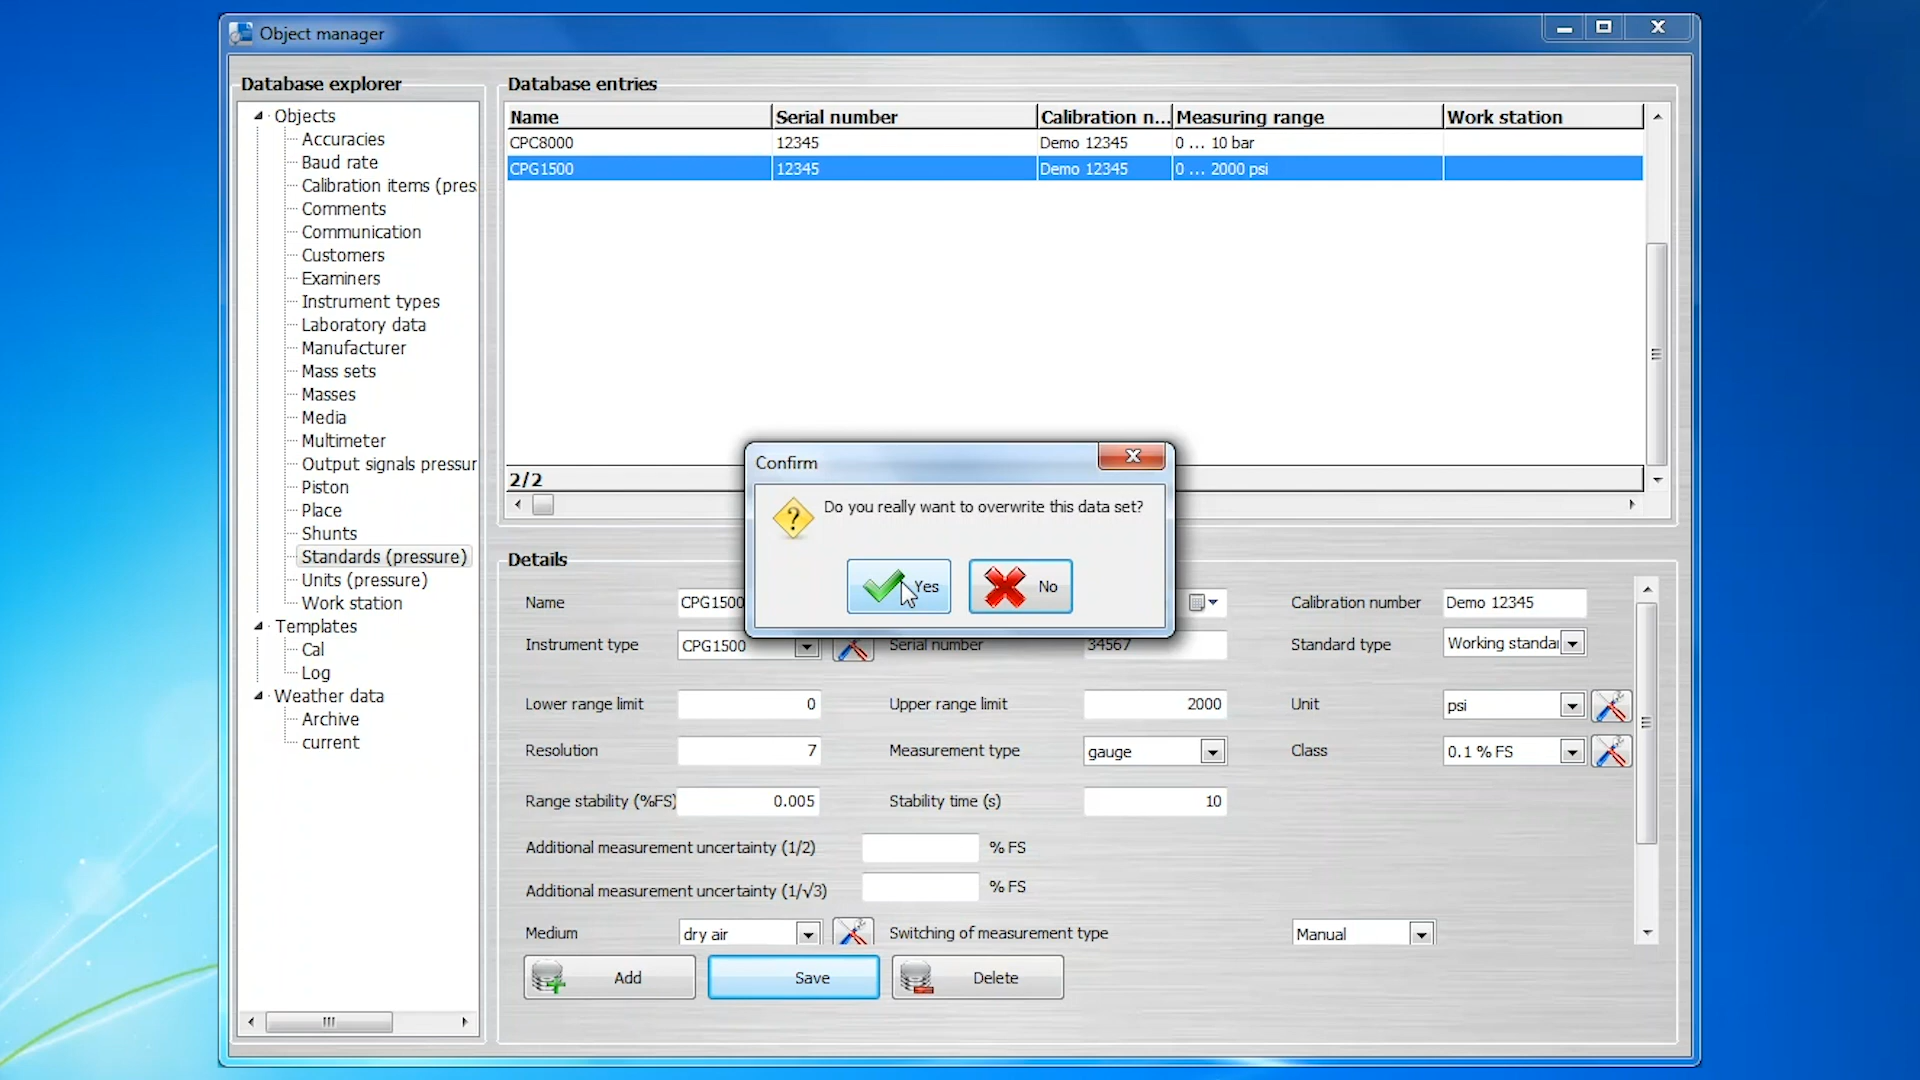 Object manager
Database explorer
Objects
Accuracies
Baud rate
Calibration items (pres
Comments
Communication
Customers
Examiners
Instrument types
Laboratory data
Manufacturer
Mass sets
Masses
Media
Multimeter
Output signals pressur
Piston
Place
Shunts
Standards (pressure)
Units (pressure)
Work station
Templates
Cal
Log
Weather data
Archive
current
Database entries
Name Serial number Calibration n... Measuring range Work station
CPC8000 12345 Demo 12345 0 ... 10 bar
CPG1500 12345 Demo 12345 0 ... 2000 psi
2/2
Confirm
Do you really want to overwrite this data set?
Yes No
Details
Name CPG1500 Calibration number Demo 12345
Instrument type CPG1500 Serial number 34567 Standard type Working standar
Lower range limit 0 Upper range limit 2000 Unit psi
Resolution 7 Measurement type gauge Class 0.1 % FS
Range stability (%FS) 0.005 Stability time (s) 10
Additional measurement uncertainty (1/2) % FS
Additional measurement uncertainty (1/√3) % FS
Medium dry air Switching of measurement type Manual
Add Save Delete